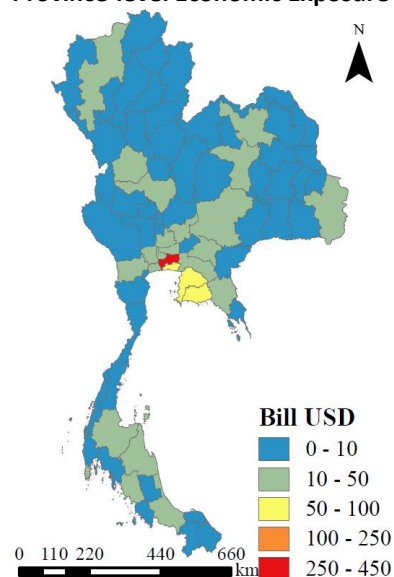 Province-level Economic Exposure
N
Bill USD
0 - 10
10 - 50
50 - 100
100 - 250
250 - 450
0 110 220 440 660
km